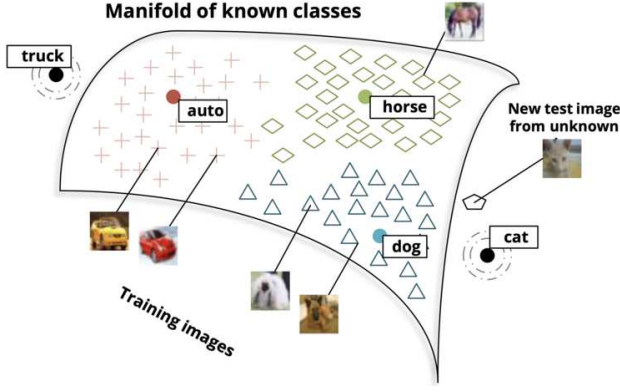 Manifold of known classes
truck
auto
horse
New test image
from unknown
dog
cat
Training images